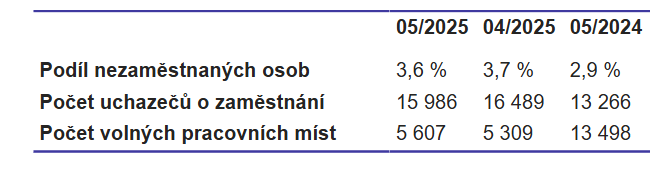 05/2025 04/2025 05/2024
Podíl nezaměstnaných osob 3,6 % 3,7 % 2,9 %
Počet uchazečů o zaměstnání 15 986 16 489 13 266
Počet volných pracovních míst 5 607 5 309 13 498